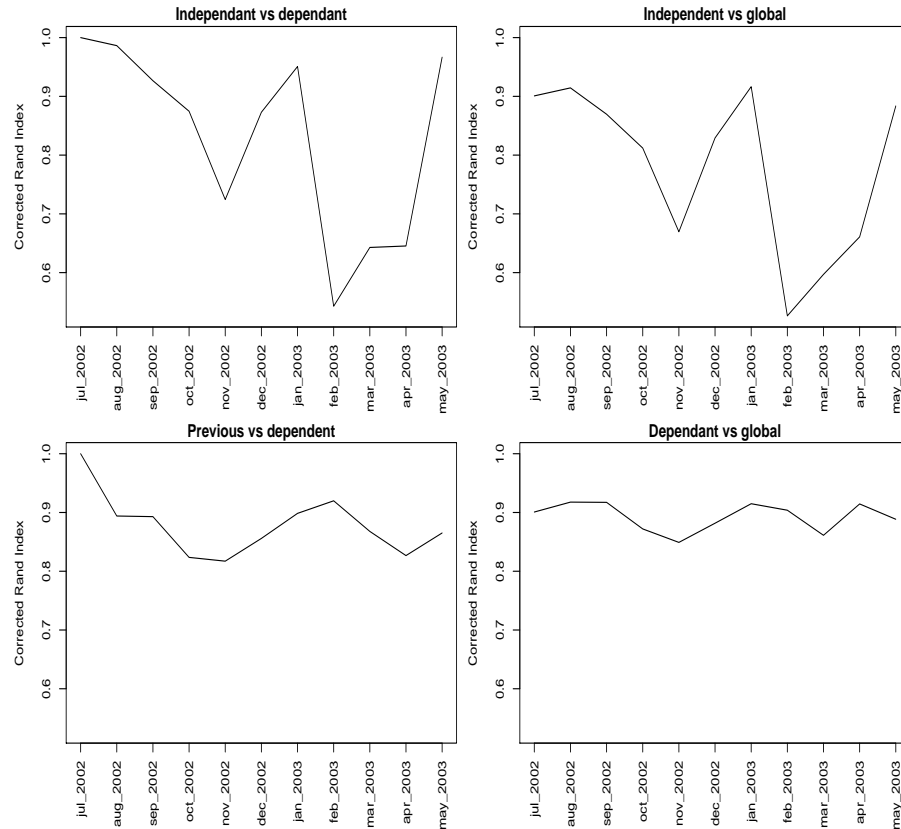 Independant vs dependant
Corrected Rand Index
1.0
0.9
0.8
0.7
0.6
jul_2002
aug_2002
sep_2002
oct_2002
nov_2002
dec_2002
jan_2003
feb_2003
mar_2003
apr_2003
may_2003
Independent vs global
Corrected Rand Index
1.0
0.9
0.8
0.7
0.6
jul_2002
aug_2002
sep_2002
oct_2002
nov_2002
dec_2002
jan_2003
feb_2003
mar_2003
apr_2003
may_2003
Previous vs dependent
Corrected Rand Index
1.0
0.9
0.8
0.7
0.6
jul_2002
aug_2002
sep_2002
oct_2002
nov_2002
dec_2002
jan_2003
feb_2003
mar_2003
apr_2003
may_2003
Dependant vs global
Corrected Rand Index
1.0
0.9
0.8
0.7
0.6
jul_2002
aug_2002
sep_2002
oct_2002
nov_2002
dec_2002
jan_2003
feb_2003
mar_2003
apr_2003
may_2003